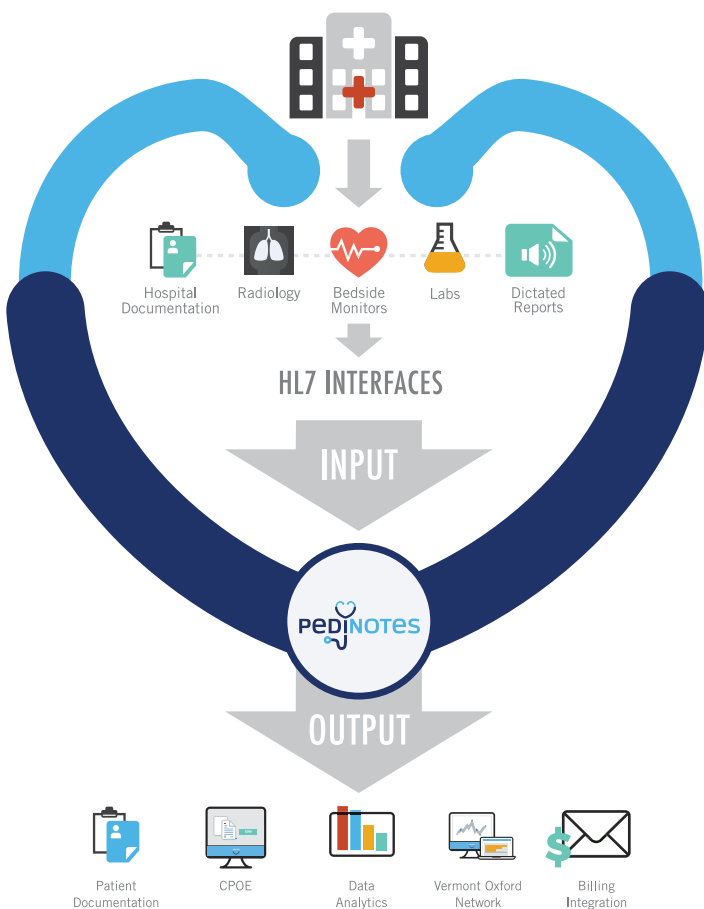 Hospital
Documentation
Radiology
Bedside
Monitors
Labs
Dictated
Reports
HL7 INTERFACES
INPUT
PEDINOTES
OUTPUT
Patient
Documentation
CPOE
Data
Analytics
Vermont Oxford
Network
$
Billing
Integration